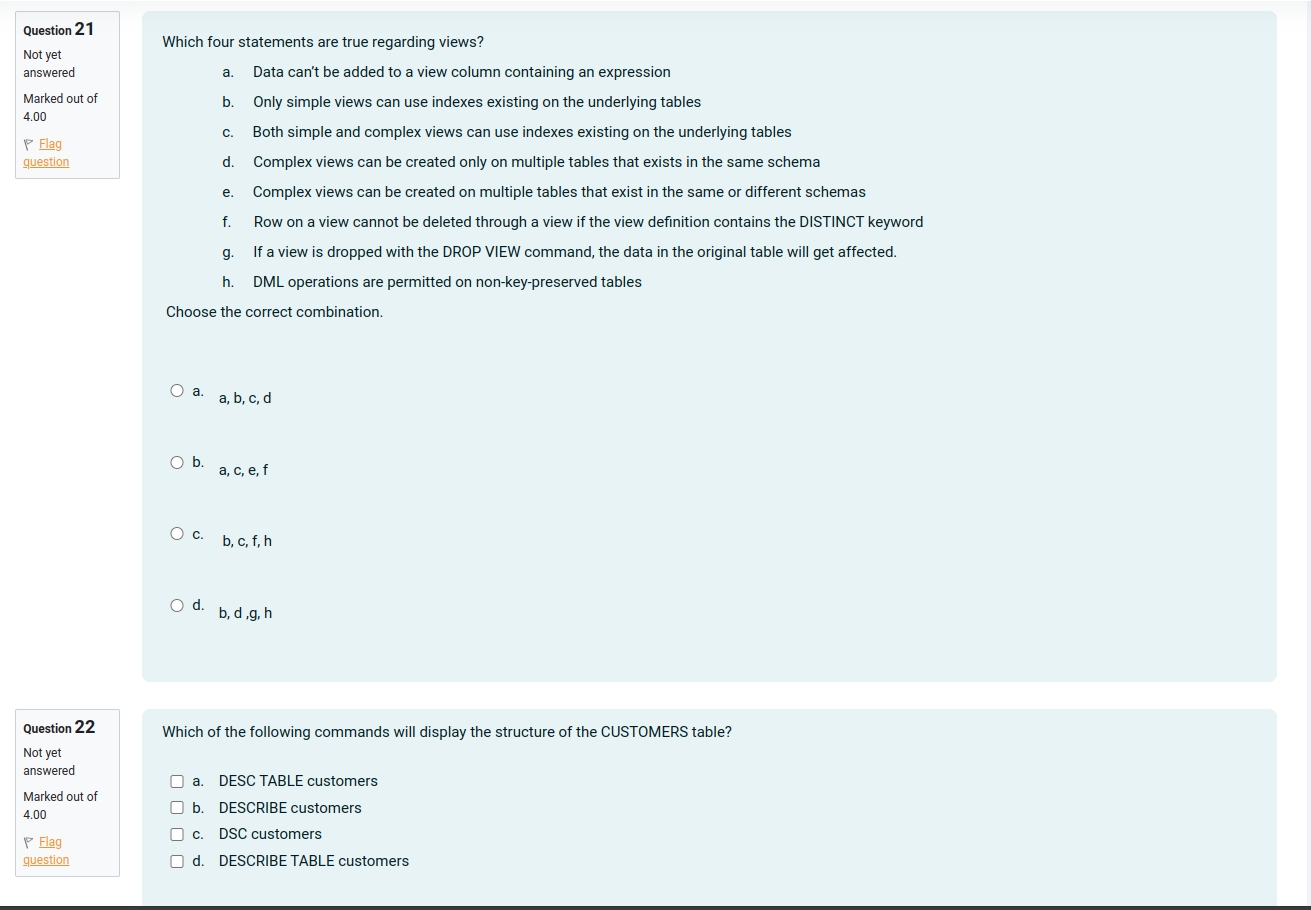 Question 21
Not yet
answered
Marked out of
4.00
Flag
question
Which four statements are true regarding views?
a. Data can't be added to a view column containing an expression
b. Only simple views can use indexes existing on the underlying tables
c. Both simple and complex views can use indexes existing on the underlying tables
d. Complex views can be created only on multiple tables that exists in the same schema
e. Complex views can be created on multiple tables that exist in the same or different schemas
f. Row on a view cannot be deleted through a view if the view definition contains the DISTINCT keyword
g. If a view is dropped with the DROP VIEW command, the data in the original table will get affected.
h. DML operations are permitted on non-key-preserved tables
Choose the correct combination.
a. a, b, c, d
b. a, c, e, f
c. b, c, f, h
d. b, d ,g, h
Question 22
Not yet
answered
Marked out of
4.00
Flag
question
Which of the following commands will display the structure of the CUSTOMERS table?
a. DESC TABLE customers
b. DESCRIBE customers
c. DSC customers
d. DESCRIBE TABLE customers